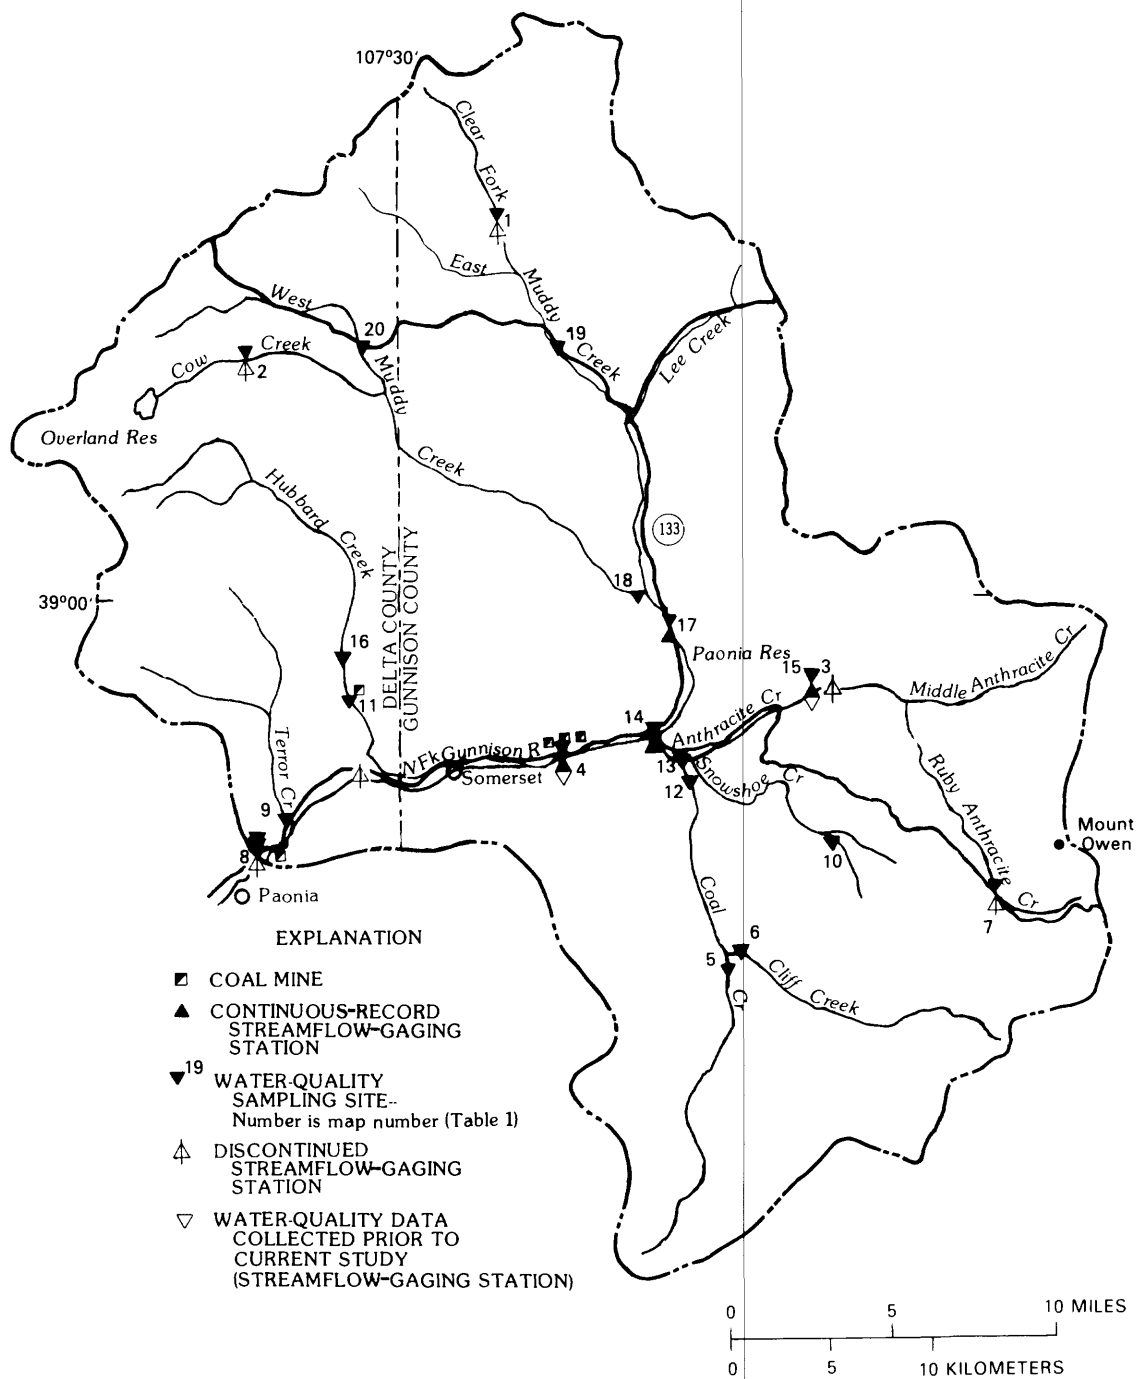 107°30'
Clear
Fork
1
East
Muddy
West
20
19
Creek
Lee Creek
Cow
Creek
2
Muddy
Overland Res
Creek
Hubbard
Creek
133
DELTA COUNTY
GUNNISON COUNTY
39°00'
18
17
16
Paonia Res
15
3
Middle Anthracite Cr
11
14
Anthracite Cr
N Fk Gunnison R
13
Snowshoe
Cr
Terror Cr
Somerset
4
12
Ruby Anthracite
Cr
9
10
Mount
Owen
8
Paonia
Coal
7
6
5
Cliff Creek
Cr
EXPLANATION
COAL MINE
CONTINUOUS-RECORD
STREAMFLOW-GAGING
STATION
19
WATER-QUALITY
SAMPLING SITE--
Number is map number (Table 1)
DISCONTINUED
STREAMFLOW-GAGING
STATION
WATER-QUALITY DATA
COLLECTED PRIOR TO
CURRENT STUDY
(STREAMFLOW-GAGING STATION)
0 5 10 MILES
0 5 10 KILOMETERS